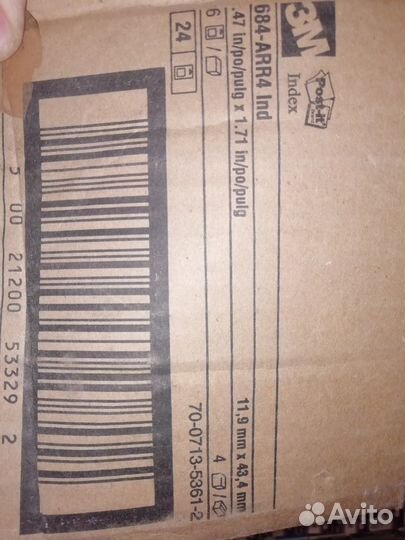 3M
Post-it
Index
684-ARR4 Ind
.47 in/po/pulg x 1.71 in/po/pulg
11,9 mm x 43,4 mm
6 /
4 /
24
70-0713-5361-2
5 00 21200 53329 2
Avito